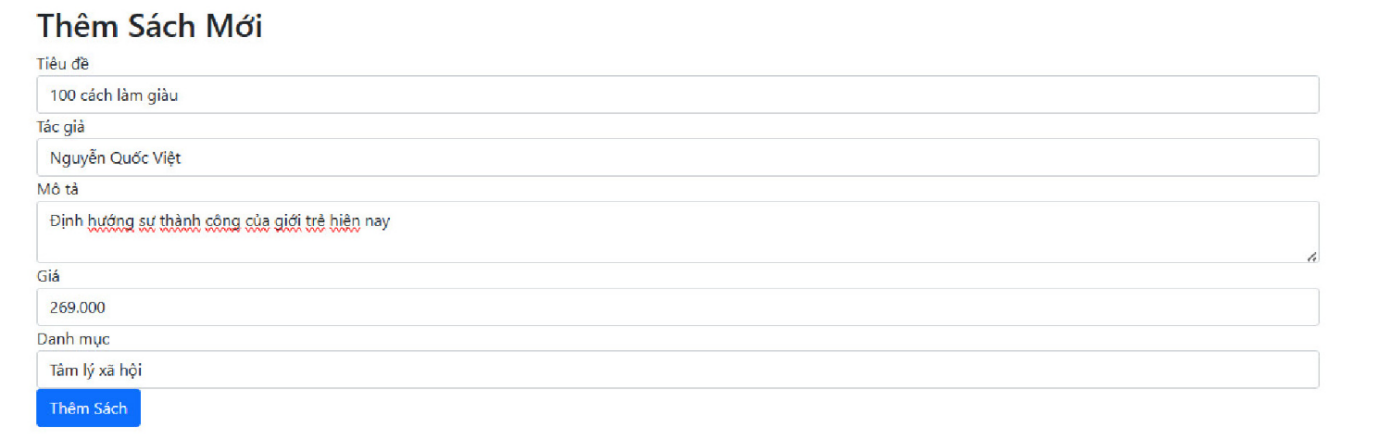 Thêm Sách Mới
Tiêu đề
100 cách làm giàu
Tác giả
Nguyễn Quốc Việt
Mô tả
Định hướng sự thành công của giới trẻ hiện nay
Giá
269.000
Danh mục
Tâm lý xã hội
Thêm Sách